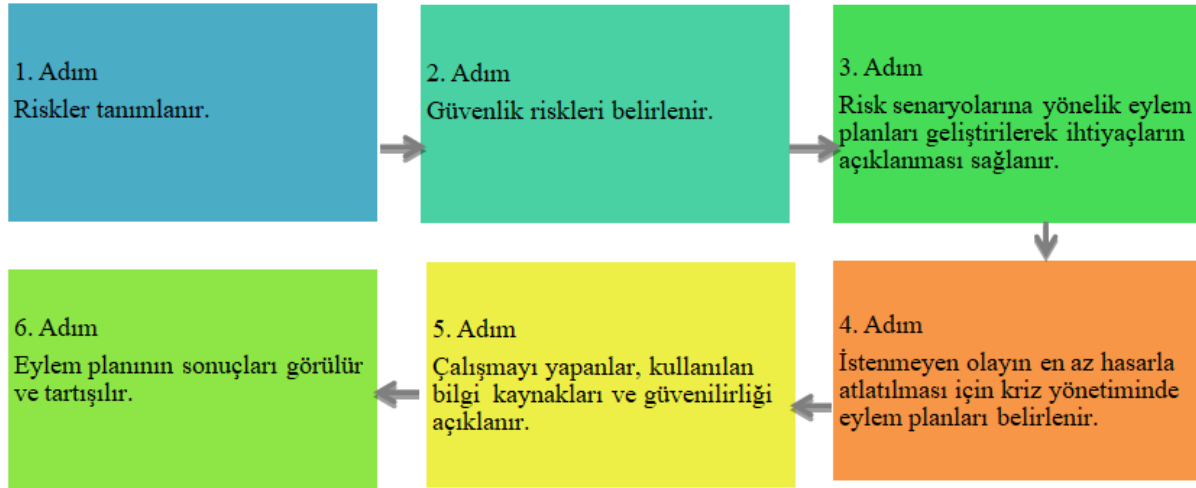 1. Adım
Riskler tanımlanır.
2. Adım
Güvenlik riskleri belirlenir.
3. Adım
Risk senaryolarına yönelik eylem
planları geliştirilerek ihtiyaçların
açıklanması sağlanır.
4. Adım
İstenmeyen olayın en az hasarla
atlatılması için kriz yönetiminde
eylem planları belirlenir.
5. Adım
Çalışmayı yapanlar, kullanılan
bilgi kaynakları ve güvenilirliği
açıklanır.
6. Adım
Eylem planının sonuçları görülür
ve tartışılır.